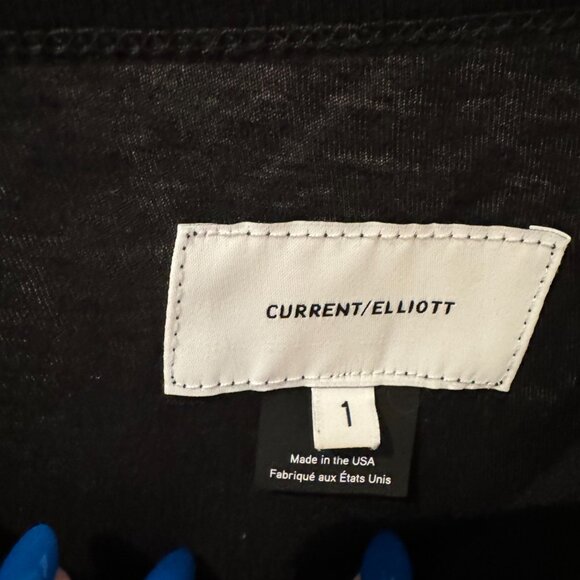 CURRENT/ELLIOTT
1
Made in the USA
Fabriqué aux États Unis